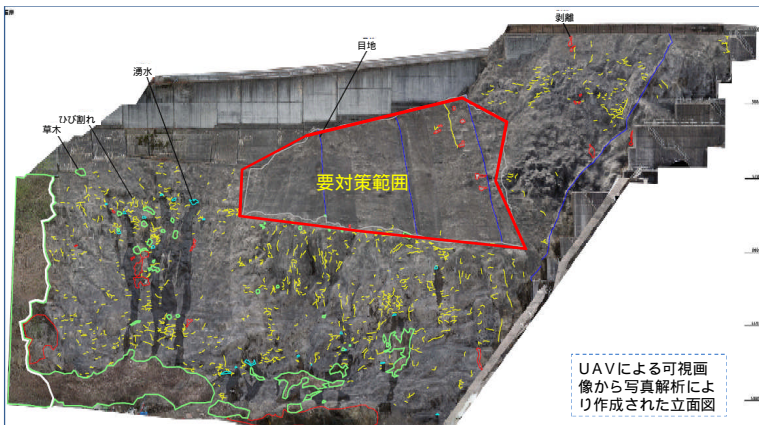 剥離
目地
湧水
ひび割れ
草木
要対策範囲
UAVによる可視画
像から写真解析によ
り作成された立面図